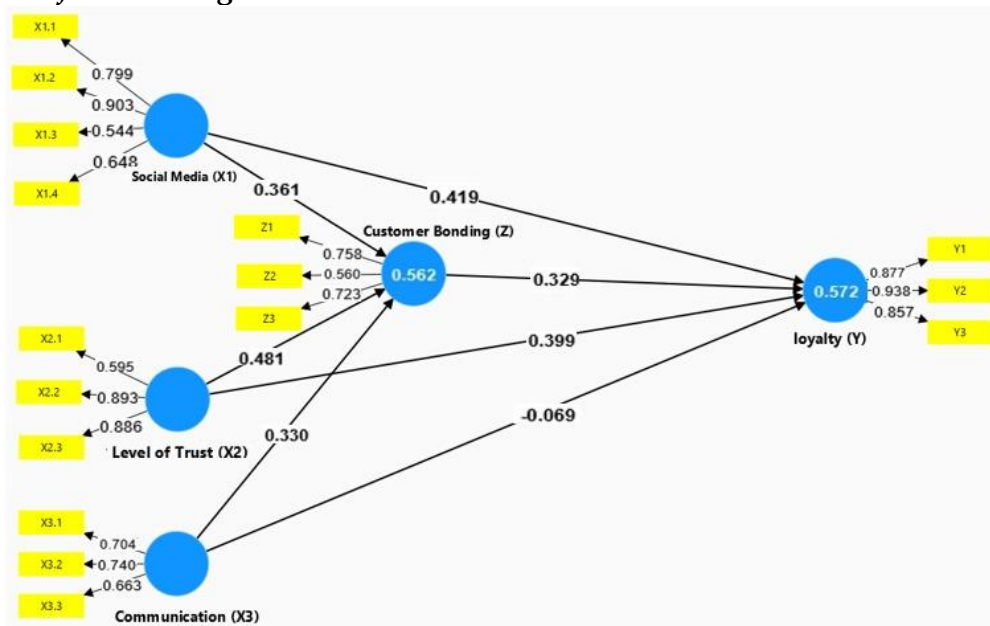 X1.1
0.799
X1.2
0.903
X1.3
0.544
X1.4
0.648
Social Media (X1)
0.361
0.419
Z1
Customer Bonding (Z)
0.758
Z2
0.560
0.562
Z3
0.723
0.329
Y1
0.877
0.572
0.938
Y2
0.857
Y3
loyalty (Y)
X2.1
0.595
X2.2
0.893
X2.3
0.886
Level of Trust (X2)
0.481
0.399
0.330
-0.069
X3.1
0.704
X3.2
0.740
X3.3
0.663
Communication (X3)